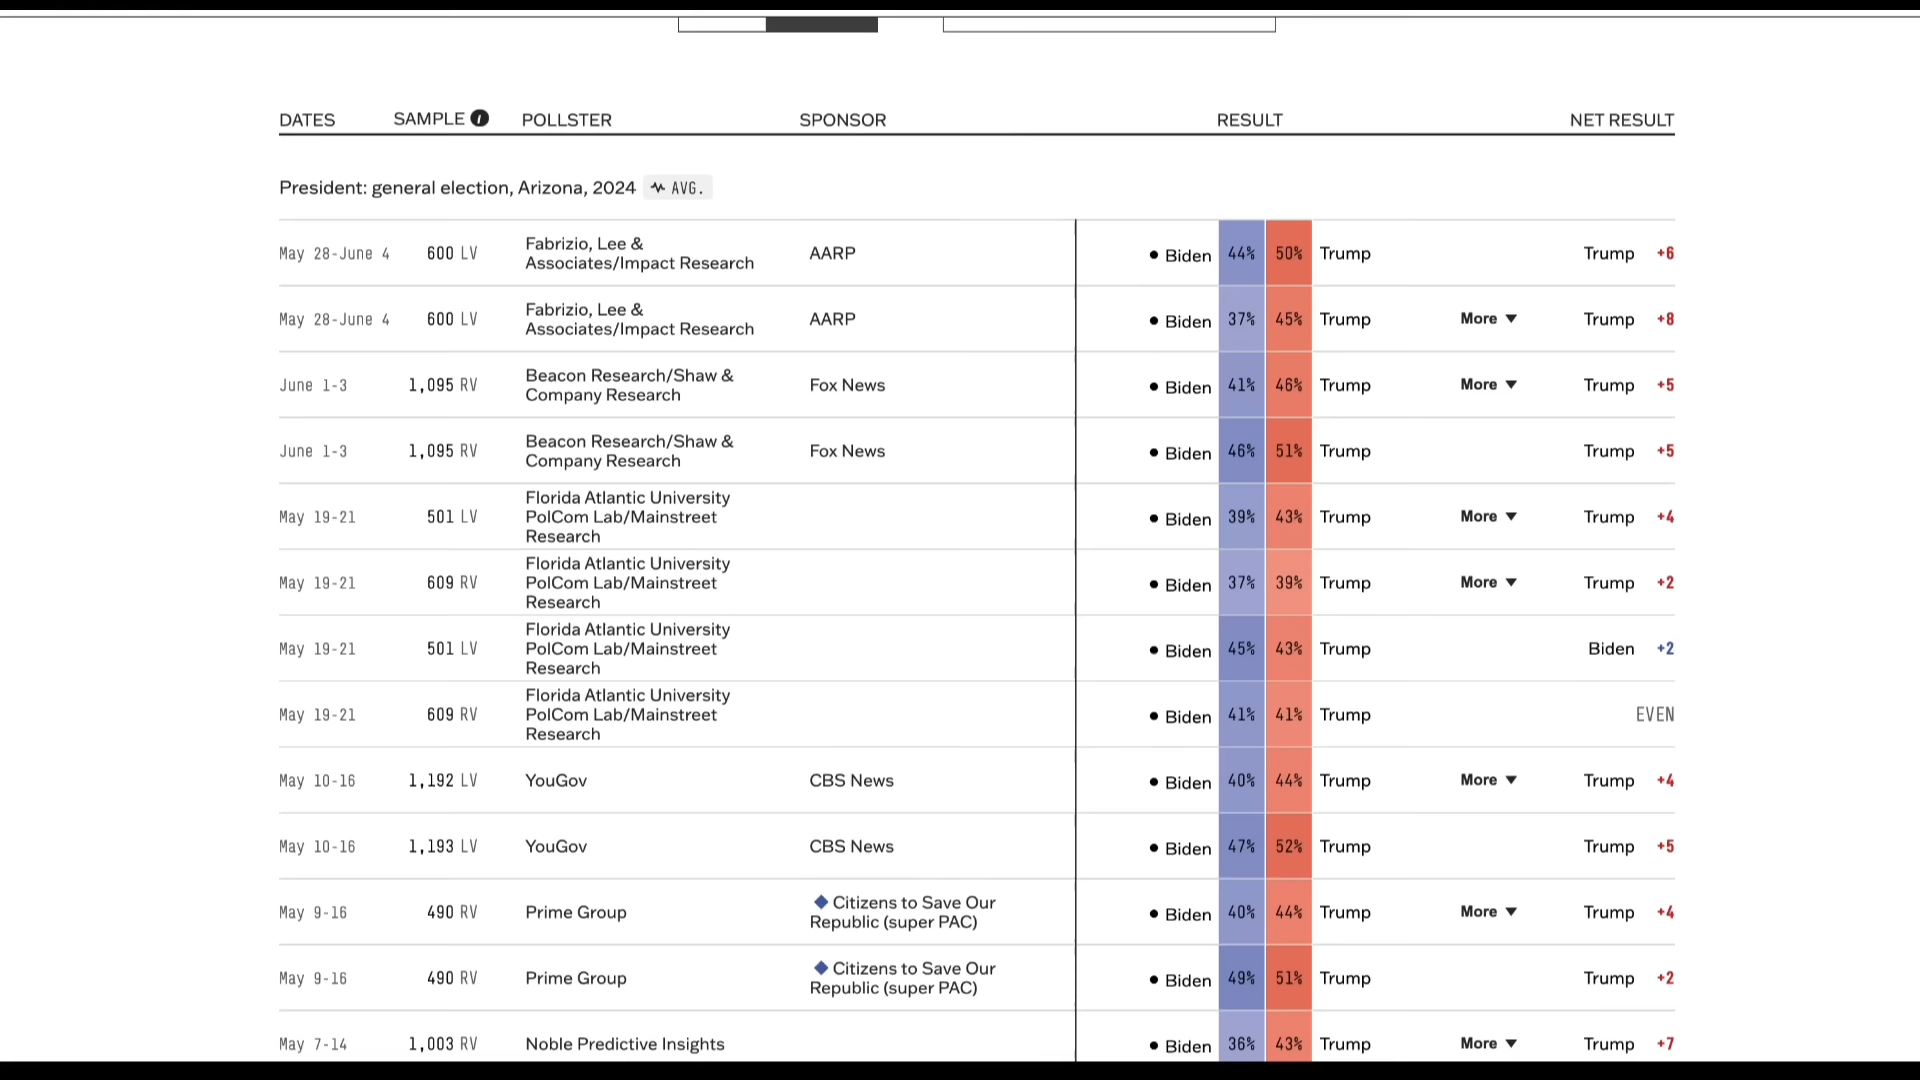 DATES SAMPLE i POLLSTER SPONSOR RESULT NET RESULT
President: general election, Arizona, 2024 AVG.
May 28-June 4 600 LV Fabrizio, Lee & AARP Biden 44% 50% Trump Trump +6
Associates/Impact Research
May 28-June 4 600 LV Fabrizio, Lee & AARP Biden 37% 45% Trump More ▼ Trump +8
Associates/Impact Research
June 1-3 1,095 RV Beacon Research/Shaw & Fox News Biden 41% 46% Trump More ▼ Trump +5
Company Research
June 1-3 1,095 RV Beacon Research/Shaw & Fox News Biden 46% 51% Trump Trump +5
Company Research
Florida Atlantic University
May 19-21 501 LV PolCom Lab/Mainstreet Biden 39% 43% Trump More ▼ Trump +4
Research
Florida Atlantic University
May 19-21 609 RV PolCom Lab/Mainstreet Biden 37% 39% Trump More ▼ Trump +2
Research
Florida Atlantic University
May 19-21 501 LV PolCom Lab/Mainstreet Biden 45% 43% Trump Biden +2
Research
Florida Atlantic University
May 19-21 609 RV PolCom Lab/Mainstreet Biden 41% 41% Trump EVEN
Research
May 10-16 1,192 LV YouGov CBS News Biden 40% 44% Trump More ▼ Trump +4
May 10-16 1,193 LV YouGov CBS News Biden 47% 52% Trump Trump +5
May 9-16 490 RV Prime Group Citizens to Save Our Biden 40% 44% Trump More ▼ Trump +4
Republic (super PAC)
May 9-16 490 RV Prime Group Citizens to Save Our Biden 49% 51% Trump Trump +2
Republic (super PAC)
May 7-14 1,003 RV Noble Predictive Insights Biden 36% 43% Trump More ▼ Trump +7